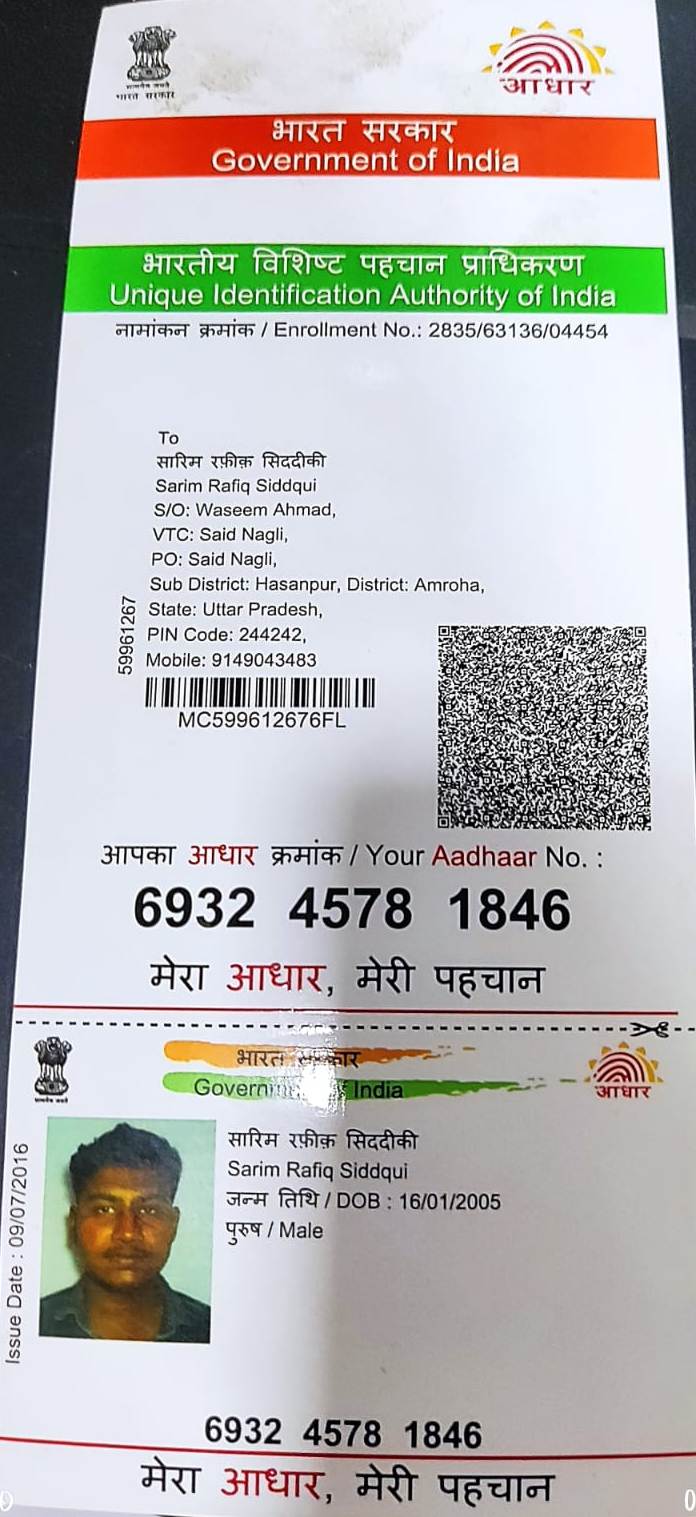 भारत सरकार
आधार
भारत सरकार
Government of India
भारतीय विशिष्ट पहचान प्राधिकरण
Unique Identification Authority of India
नामांकन क्रमांक / Enrollment No.: 2835/63136/04454
To
सारिम रफ़ीक़ सिददीकी
Sarim Rafiq Siddqui
S/O: Waseem Ahmad,
VTC: Said Nagli,
PO: Said Nagli,
Sub District: Hasanpur, District: Amroha,
State: Uttar Pradesh,
PIN Code: 244242,
Mobile: 9149043483
59961267
MC599612676FL
आपका आधार क्रमांक / Your Aadhaar No. :
6932 4578 1846
मेरा आधार, मेरी पहचान
भारत सरकार
Government of India
आधार
सारिम रफ़ीक़ सिददीकी
Sarim Rafiq Siddqui
जन्म तिथि / DOB : 16/01/2005
पुरुष / Male
Issue Date : 09/07/2016
6932 4578 1846
मेरा आधार, मेरी पहचान